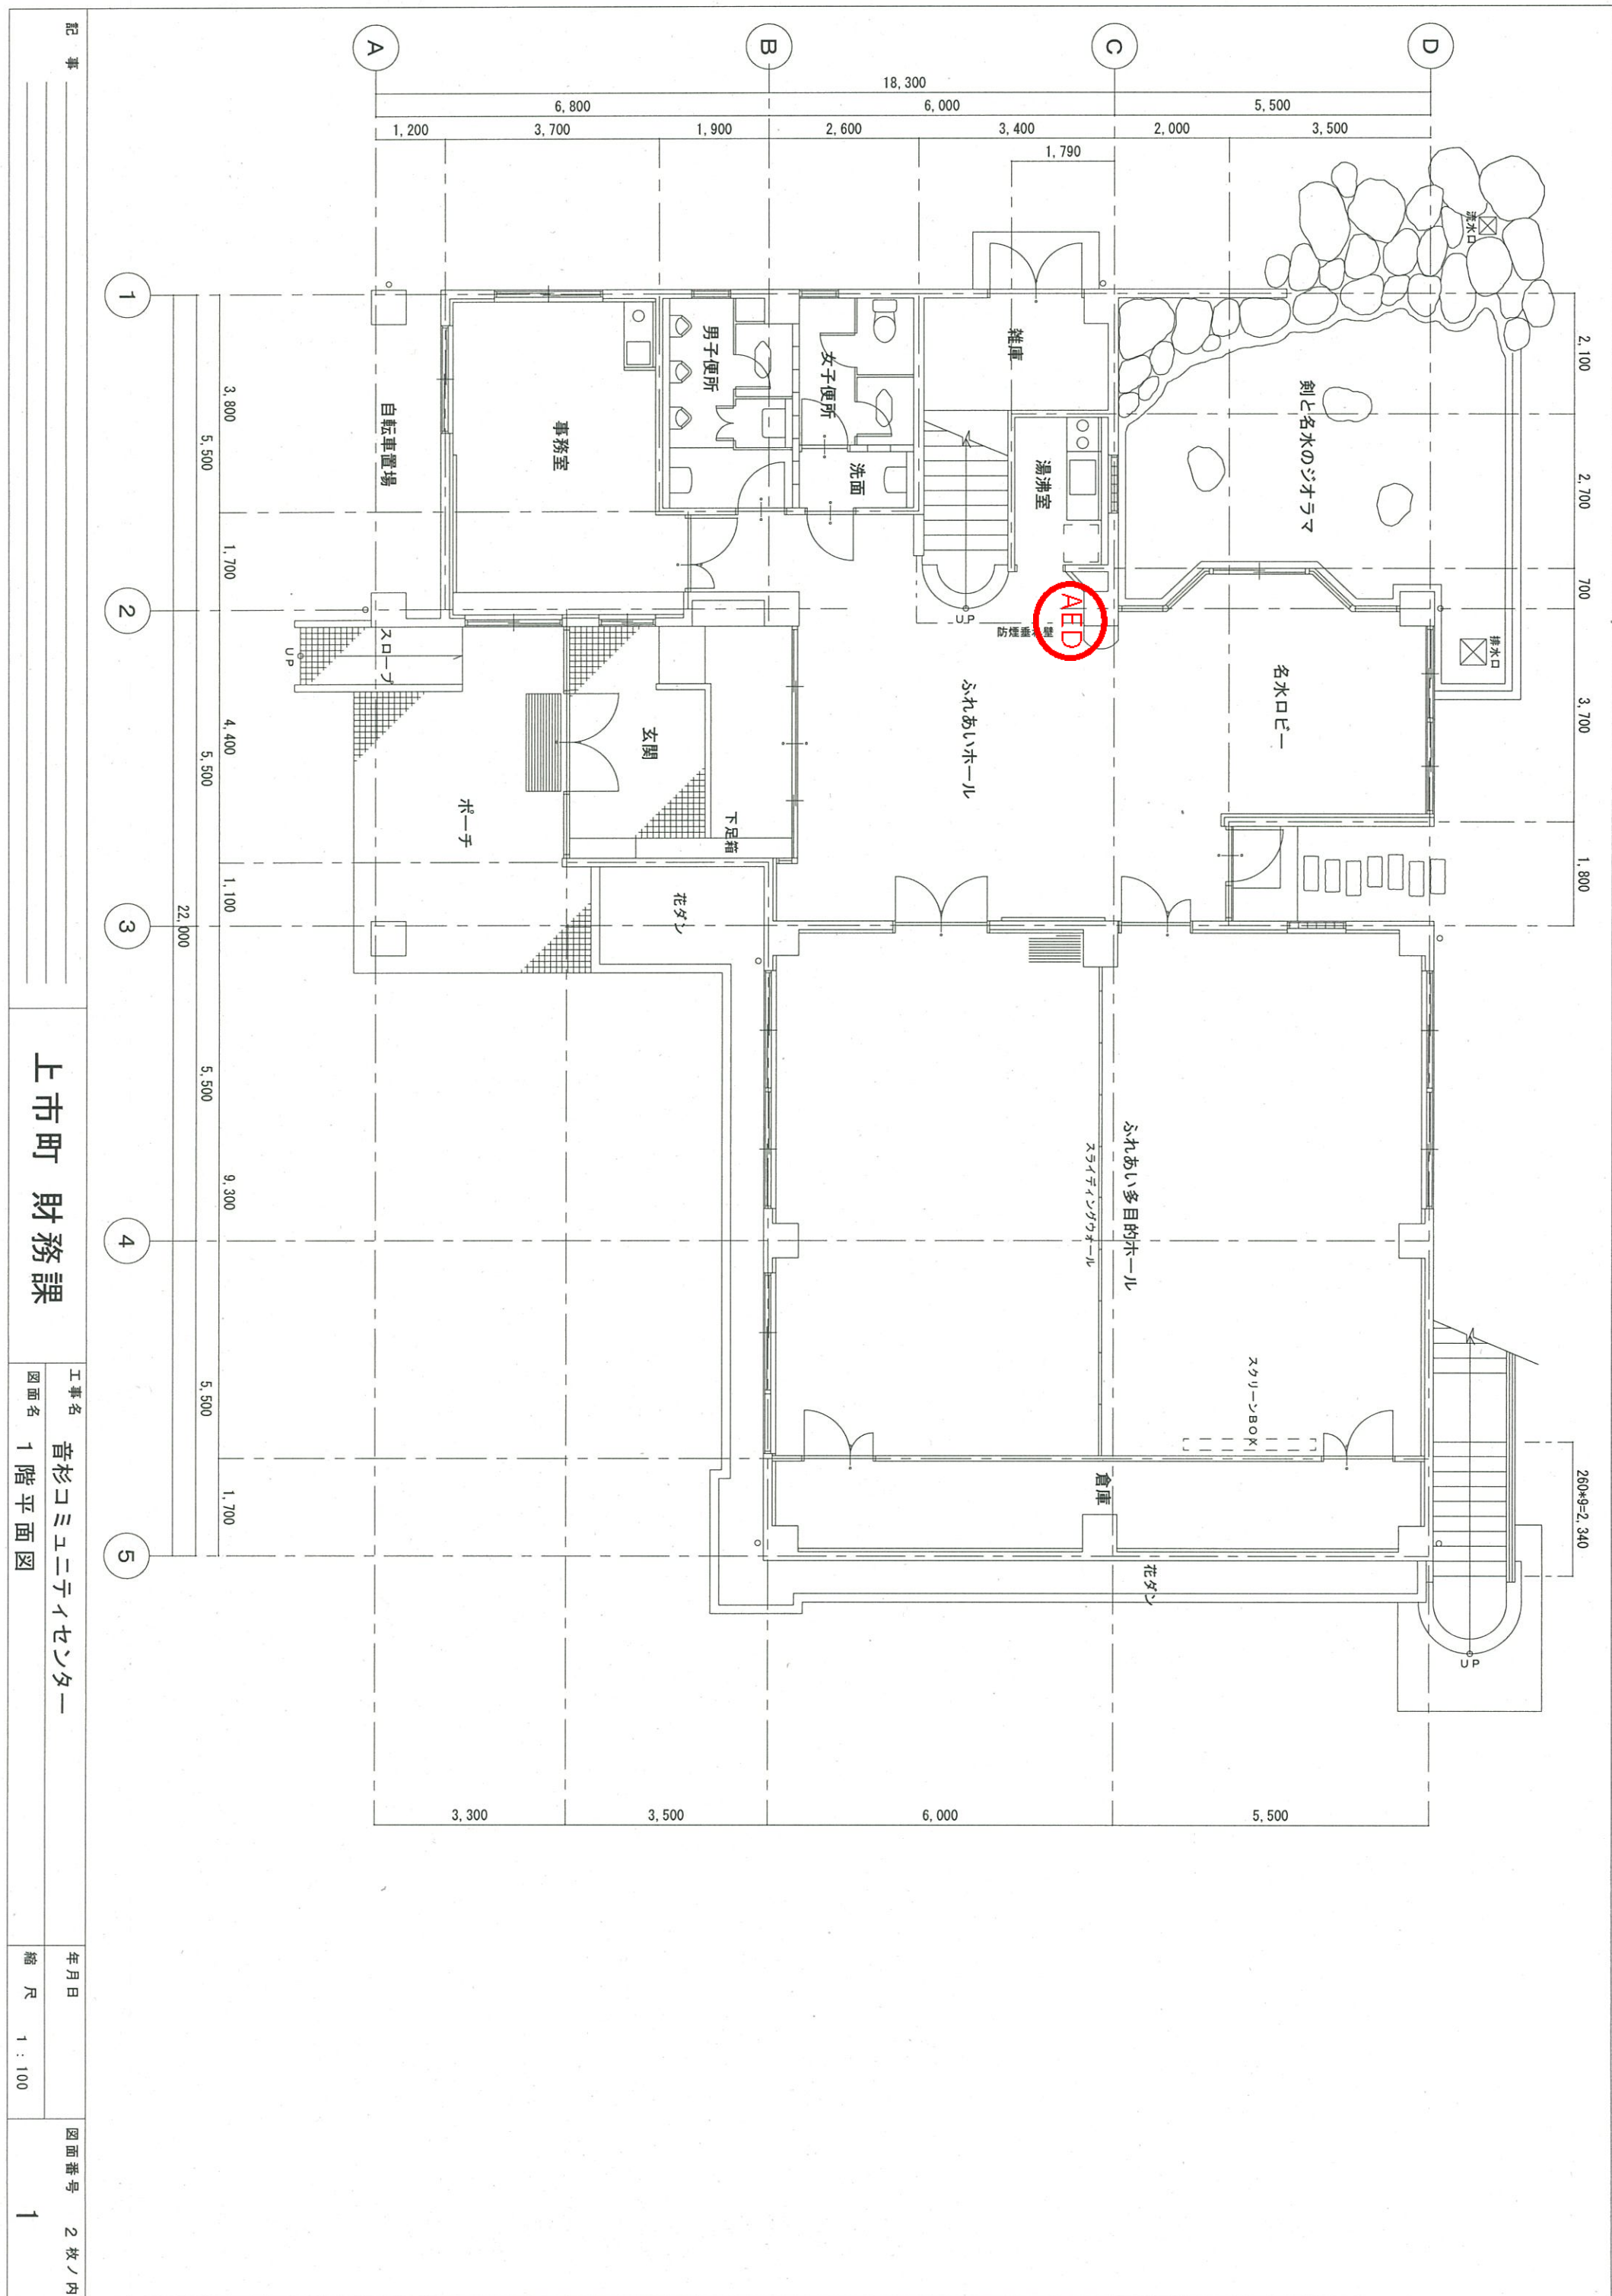 A
B
C
D
18,300
6,800
6,000
5,500
1,200
3,700
1,900
2,600
3,400
2,000
3,500
1,790
流水口
1
2
3
4
5
2,100
2,700
700
3,700
1,800
260*9=2,340
3,800
1,700
4,400
1,100
9,300
1,700
5,500
5,500
5,500
5,500
22,000
剣と名水のジオラマ
雑庫
湯沸室
女子便所
男子便所
洗面
事務室
自転車置場
AED
防煙垂れ壁
UP
排水口
名水ロビー
ふれあいホール
玄関
下足箱
スロープ
UP
ポーチ
花ダン
ふれあい多目的ホール
スライディングウォール
スクリーンBOX
倉庫
花ダン
UP
3,300
3,500
6,000
5,500
記 事
上市町 財務課
工事名 音杉コミュニティセンター
図面名 1階平面図
年月日
縮 尺 1:100
図面番号 2枚ノ内
1